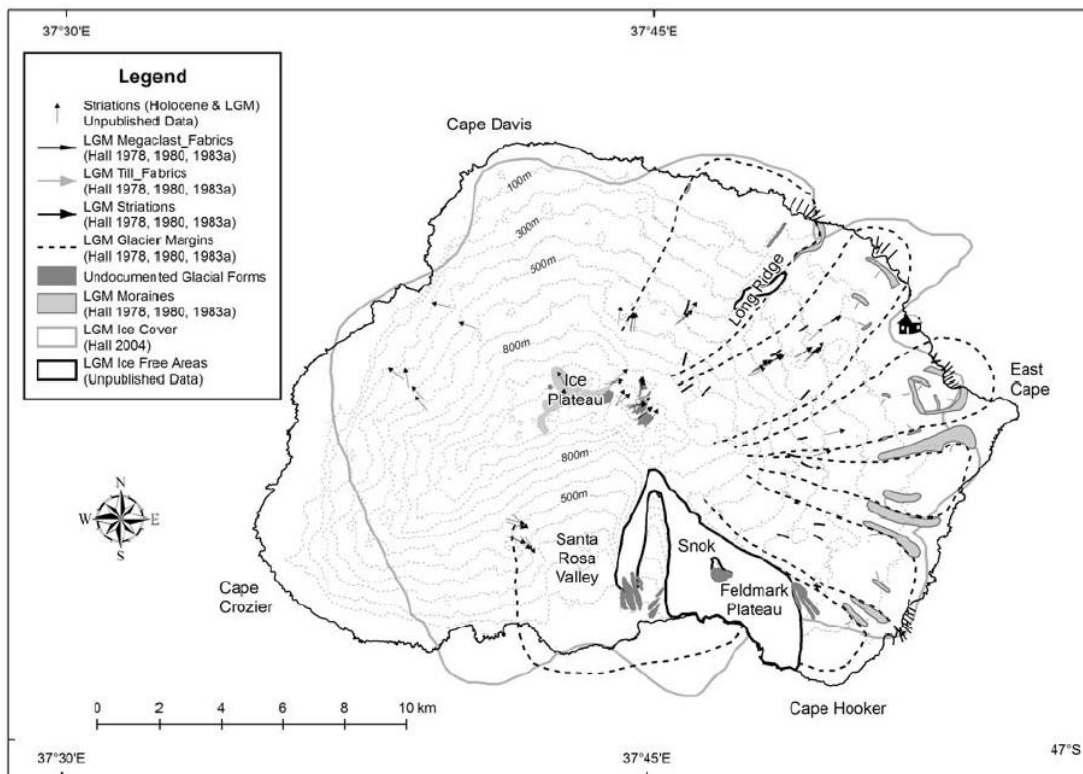 37°30'E
37°45'E
Legend
Striations (Holocene & LGM)
Unpublished Data)
LGM Megaclast_Fabrics
(Hall 1978, 1980, 1983a)
LGM Till_Fabrics
(Hall 1978, 1980, 1983a)
LGM Striations
(Hall 1978, 1980, 1983a)
LGM Glacier Margins
(Hall 1978, 1980, 1983a)
Undocumented Glacial Forms
LGM Moraines
(Hall 1978, 1980, 1983a)
LGM Ice Cover
(Hall 2004)
LGM Ice Free Areas
(Unpublished Data)
Cape Davis
100m
300m
500m
Long Ridge
800m
Ice
Plateau
East
Cape
800m
500m
N
W
E
S
Santa
Rosa
Valley
Snok
Feldmark
Plateau
Cape
Crozier
Cape Hooker
0
2
4
6
8
10 km
37°30'E
37°45'E
47°S